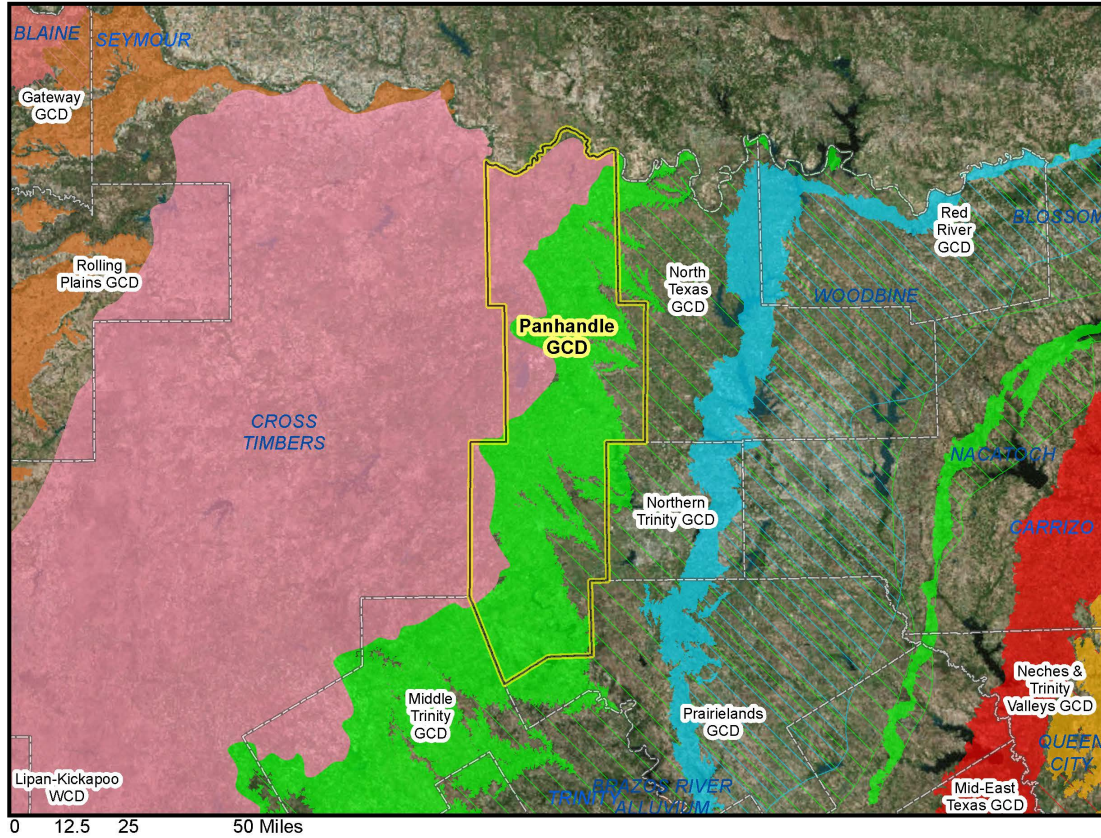 BLAINE
SEYMOUR
Gateway
GCD
Rolling
Plains GCD
Red
River
GCD
BLOSSOM
North
Texas
GCD
WOODBINE
Panhandle
GCD
CROSS
TIMBERS
NACATOCH
Northern
Trinity GCD
CARRIZO
Middle
Trinity
GCD
Prairielands
GCD
Neches &
Trinity
Valleys GCD
QUEEN
CITY
Lipan-Kickapoo
WCD
TRINITY
BRAZOS RIVER
ALLUVIUM
Mid-East
Texas GCD
0 12.5 25 50 Miles